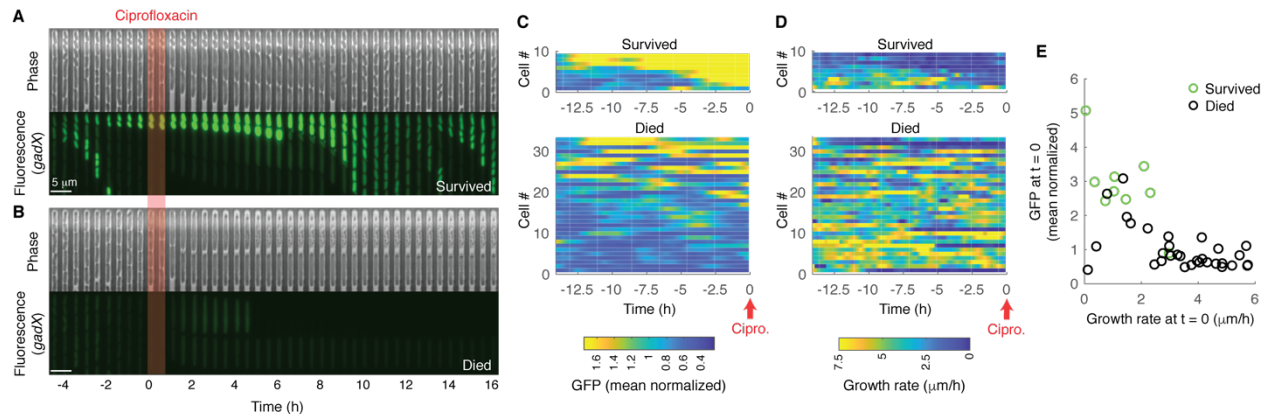 A
Ciprofloxacin
Phase
Fluorescence
(gadX)
5 μm
Survived
B
Phase
Fluorescence
(gadX)
Died
-4 -2 0 2 4 6 8 10 12 14 16
Time (h)
C
Survived
10
0
Cell #
-12.5 -10 -7.5 -5 -2.5 0
Died
30
20
10
0
Cell #
-12.5 -10 -7.5 -5 -2.5 0
Time (h)
Cipro.
1.6 1.4 1.2 1 0.8 0.6 0.4
GFP (mean normalized)
D
Survived
10
0
Cell #
-12.5 -10 -7.5 -5 -2.5 0
Died
30
20
10
0
Cell #
-12.5 -10 -7.5 -5 -2.5 0
Time (h)
Cipro.
7.5 5 2.5 0
Growth rate (μm/h)
E
Survived
Died
6
5
4
3
2
1
0
GFP at t = 0
(mean normalized)
0 2 4 6
Growth rate at t = 0 (μm/h)